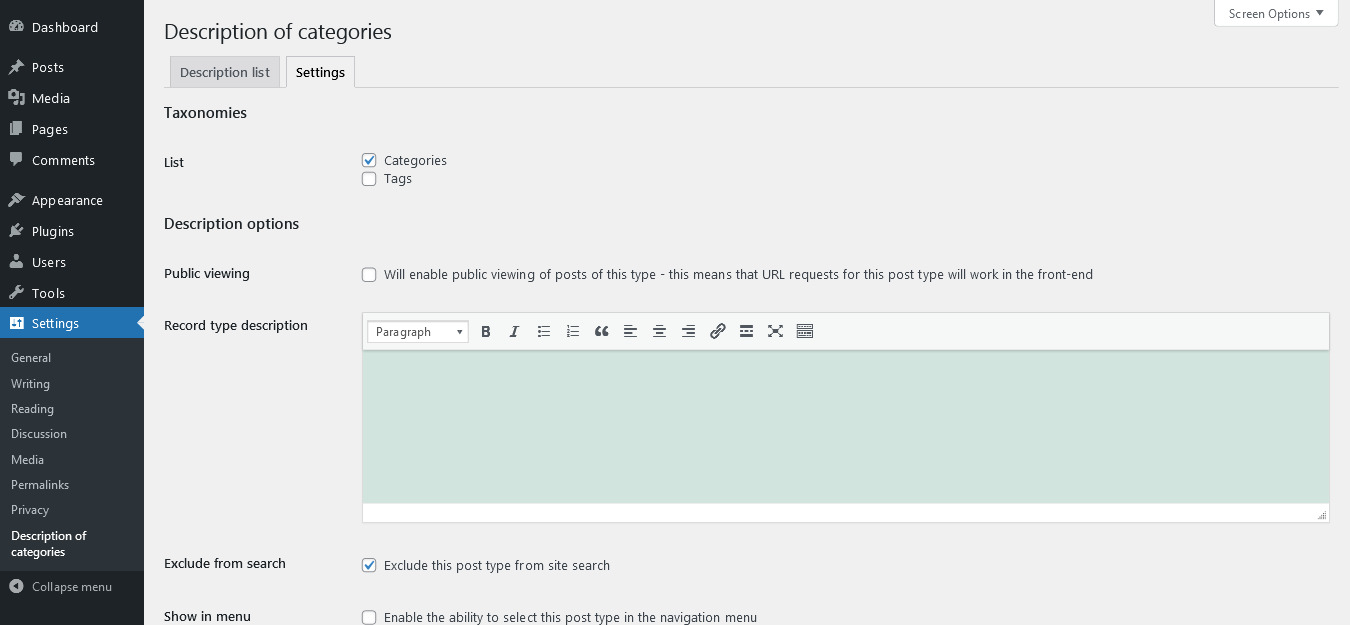 Screen Options
Dashboard
Posts
Media
Pages
Comments
Appearance
Plugins
Users
Tools
Settings
General
Writing
Reading
Discussion
Media
Permalinks
Privacy
Description of
categories
Collapse menu
Description of categories
Description list Settings
Taxonomies
List
Categories
Tags
Description options
Public viewing
Will enable public viewing of posts of this type - this means that URL requests for this post type will work in the front-end
Record type description
Paragraph
Exclude from search
Exclude this post type from site search
Show in menu
Enable the ability to select this post type in the navigation menu